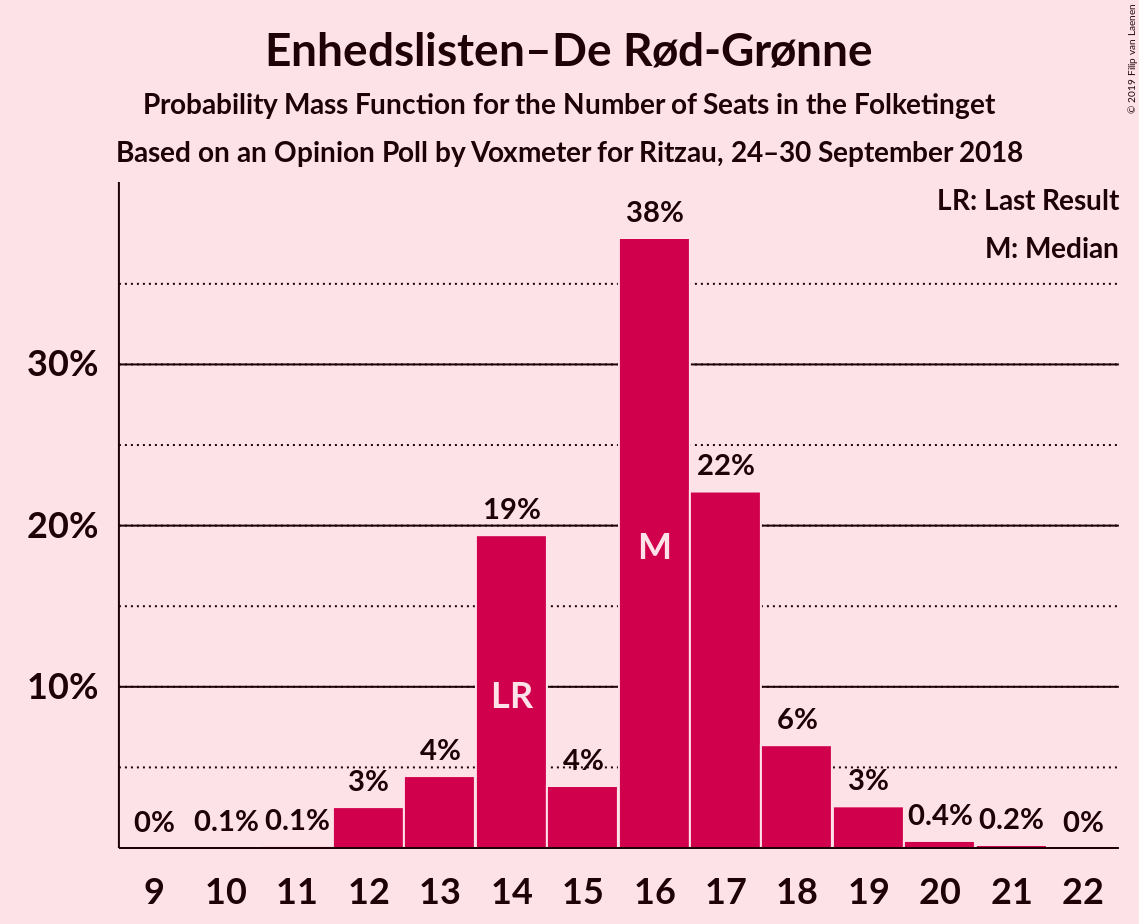 Enhedslisten–De Rød-Grønne
Probability Mass Function for the Number of Seats in the Folketinget
Based on an Opinion Poll by Voxmeter for Ritzau, 24–30 September 2018
© 2019 Filip van Laenen
LR: Last Result
M: Median
38%
30%
22%
19%
20%
M
10%
LR
6%
4%
4%
3%
3%
0%
0.1%
0.1%
0.4%
0.2%
0%
9 10 11 12 13 14 15 16 17 18 19 20 21 22